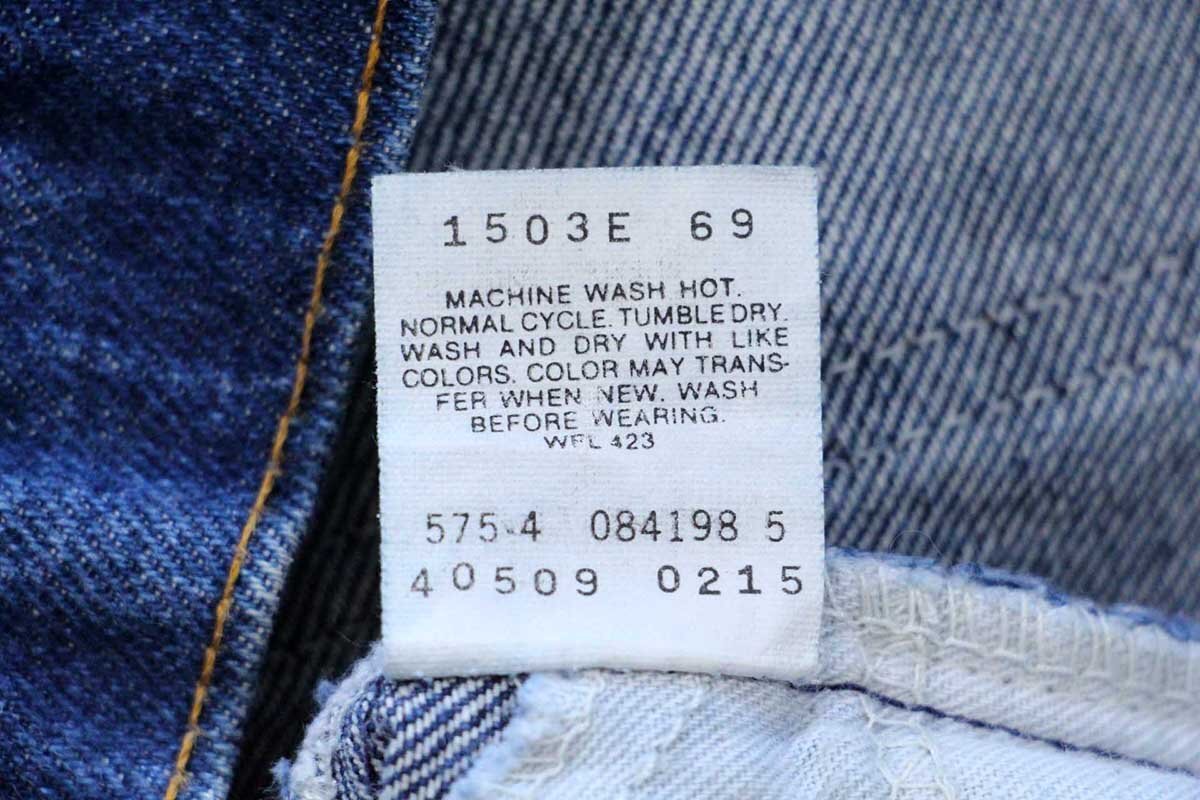 1503E 69
MACHINE WASH HOT.
NORMAL CYCLE. TUMBLE DRY.
WASH AND DRY WITH LIKE
COLORS. COLOR MAY TRANS-
FER WHEN NEW. WASH
BEFORE WEARING.
WPL 423
575-4 084198 5
40509 0215